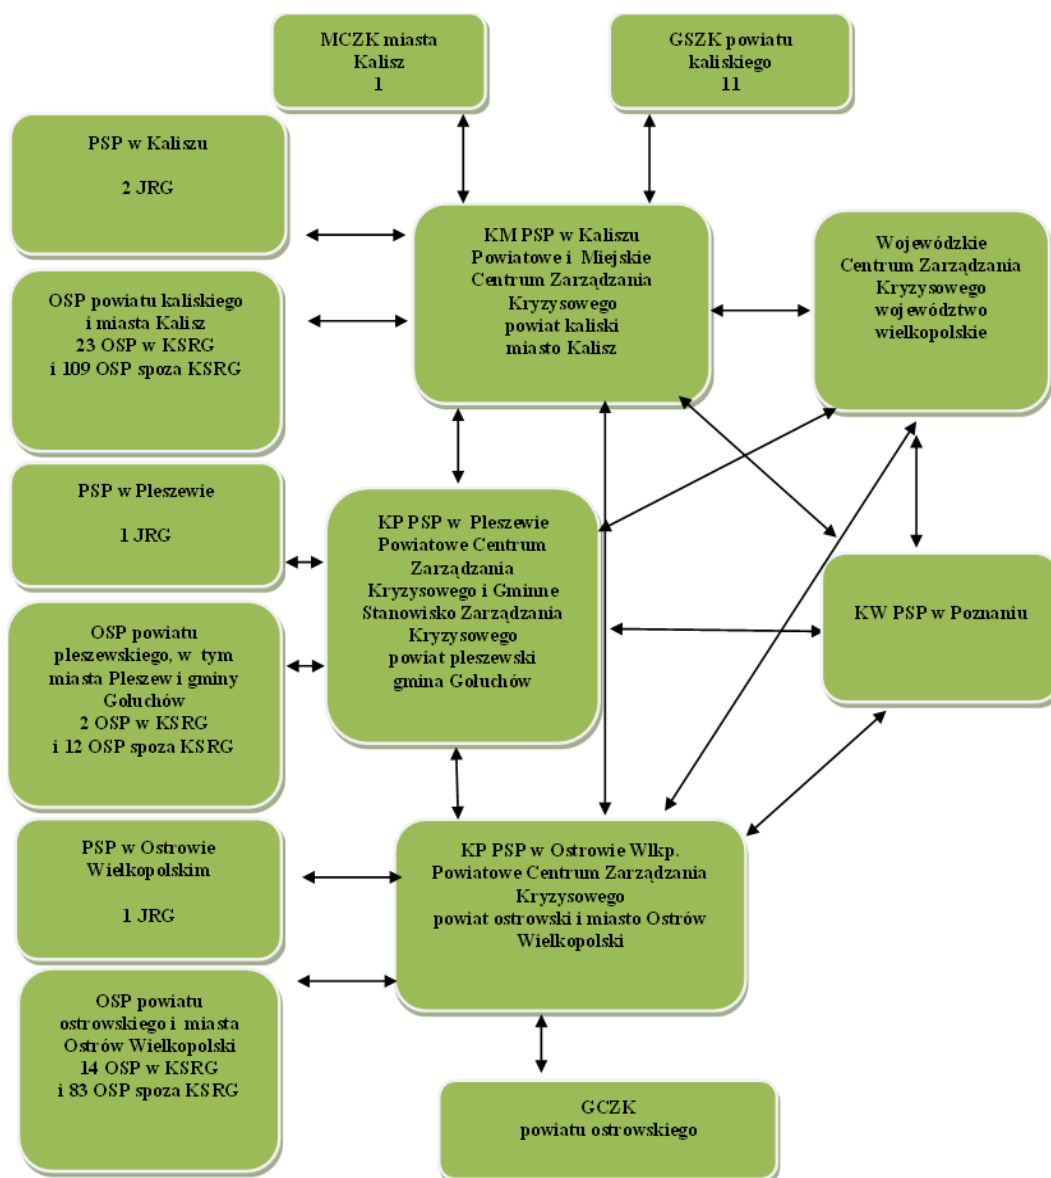 MCZK miasta
Kalisz
1
GSZK powiatu
kaliskiego
11
PSP w Kaliszu
2 JRG
KM PSP w Kaliszu
Powiatowe i Miejskie
Centrum Zarządzania
Kryzysowego
powiat kaliski
miasto Kalisz
Wojewódzkie
Centrum Zarządzania
Kryzysowego
województwo
wielkopolskie
OSP powiatu kaliskiego
i miasta Kalisz
23 OSP w KSRG
i 109 OSP spoza KSRG
PSP w Pleszewie
1 JRG
KP PSP w Pleszewie
Powiatowe Centrum
Zarządzania
Kryzysowego i Gminne
Stanowisko Zarządzania
Kryzysowego
powiat pleszewski
gmina Gołuchów
KW PSP w Poznaniu
OSP powiatu
pleszewskiego, w tym
miasta Pleszew i gminy
Gołuchów
2 OSP w KSRG
i 12 OSP spoza KSRG
PSP w Ostrowie
Wielkopolskim
1 JRG
KP PSP w Ostrowie Wlkp.
Powiatowe Centrum Zarządzania
Kryzysowego
powiat ostrowski i miasto Ostrów
Wielkopolski
OSP powiatu
ostrowskiego i miasta
Ostrów Wielkopolski
14 OSP w KSRG
i 83 OSP spoza KSRG
GCZK
powiatu ostrowskiego